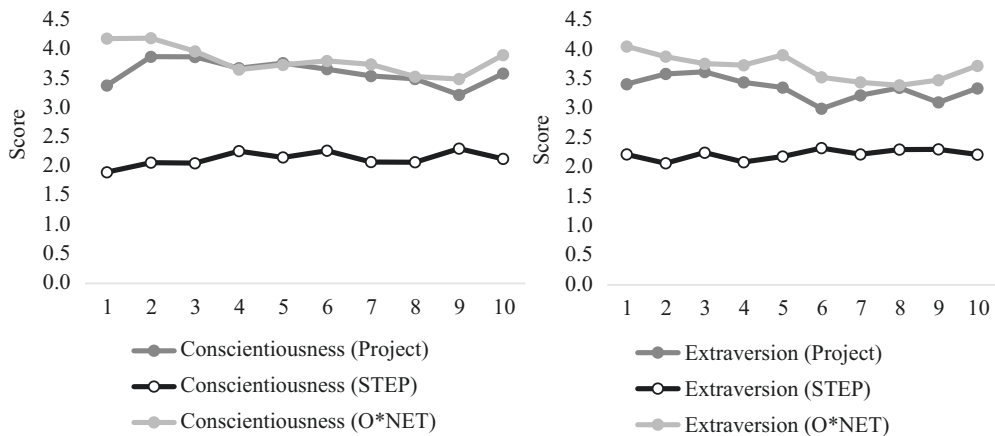 4.5
4.0
3.5
3.0
2.5
2.0
1.5
1.0
0.5
0.0
Score
1 2 3 4 5 6 7 8 9 10
Conscientiousness (Project)
Conscientiousness (STEP)
Conscientiousness (O*NET)
4.5
4.0
3.5
3.0
2.5
2.0
1.5
1.0
0.5
0.0
Score
1 2 3 4 5 6 7 8 9 10
Extraversion (Project)
Extraversion (STEP)
Extraversion (O*NET)